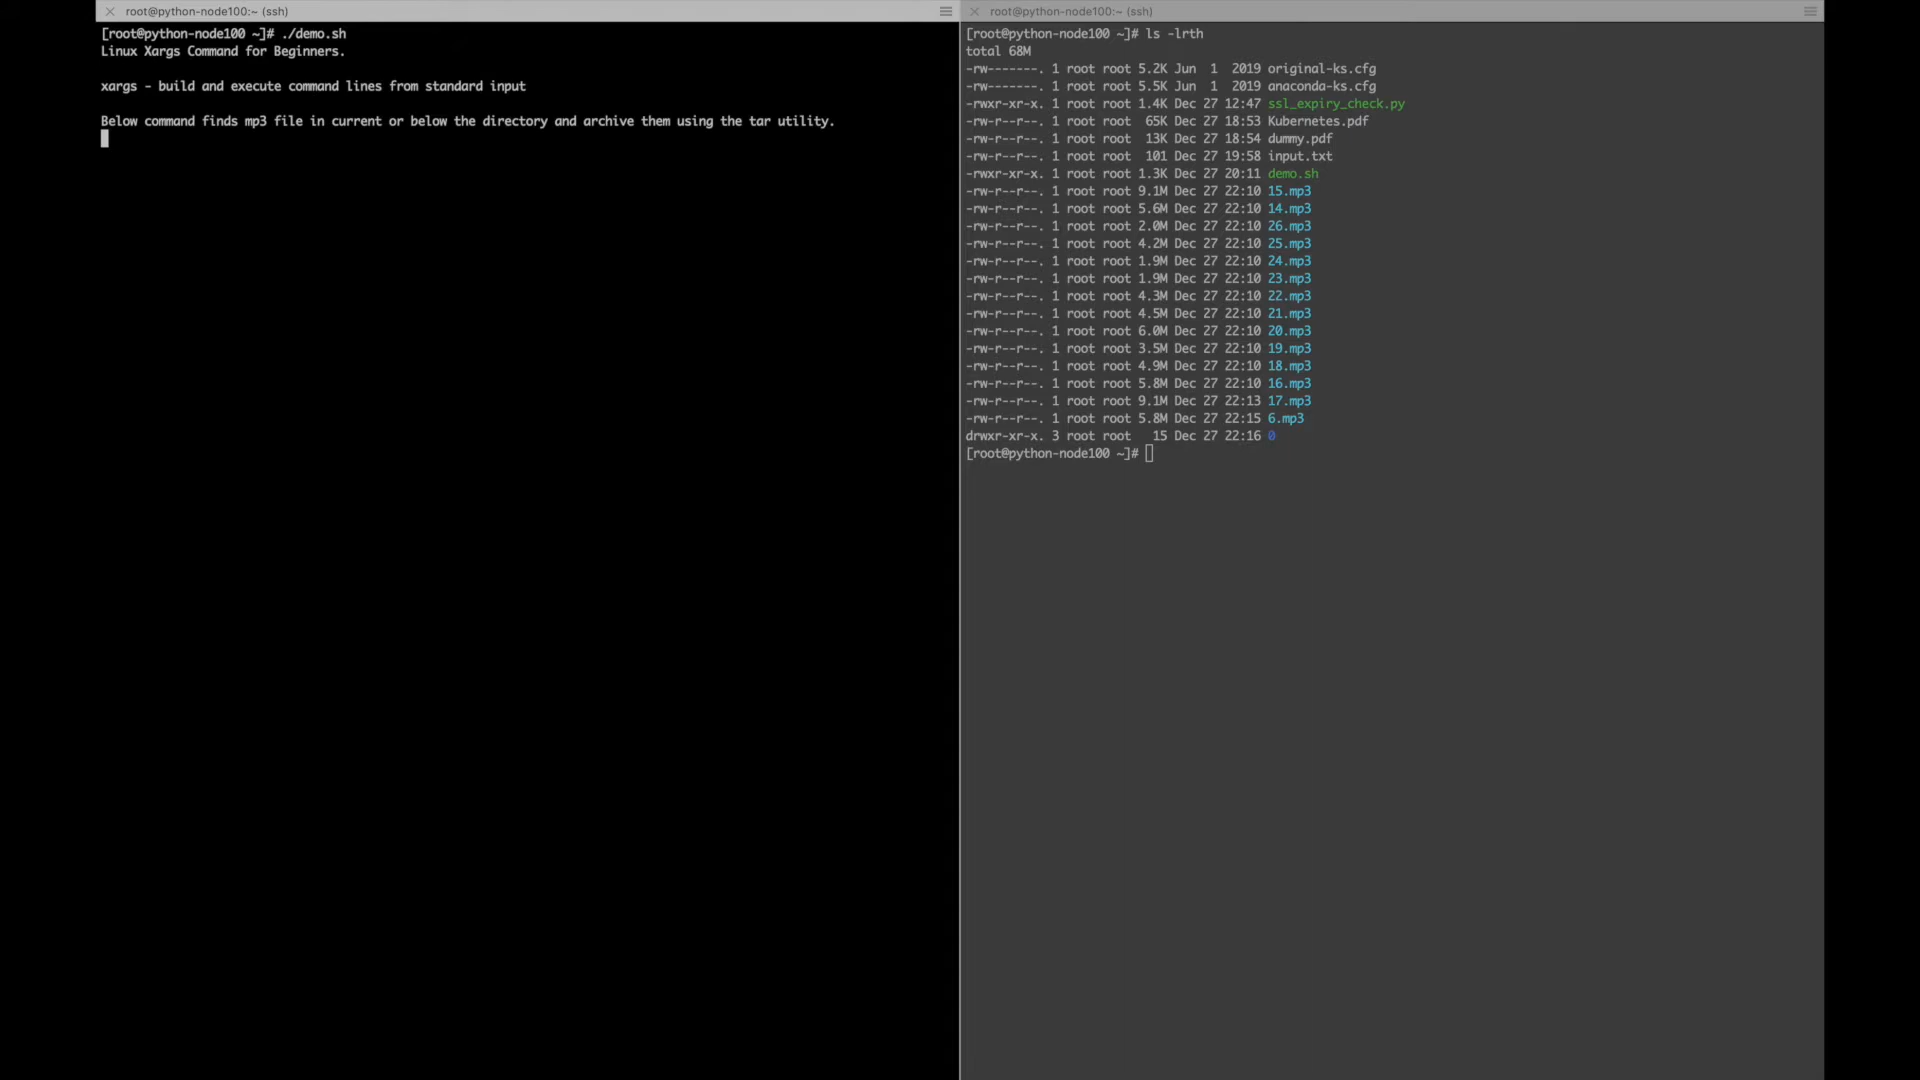 root@python-node100:~ (ssh)
[root@python-node100 ~]# ./demo.sh
Linux Xargs Command for Beginners.
xargs - build and execute command lines from standard input
Below command finds mp3 file in current or below the directory and archive them using the tar utility.
root@python-node100:~ (ssh)
[root@python-node100 ~]# ls -lrth
total 68M
-rw-------. 1 root root 5.2K Jun  1  2019 original-ks.cfg
-rw-------. 1 root root 5.5K Jun  1  2019 anaconda-ks.cfg
-rwxr-xr-x. 1 root root 1.4K Dec 27 12:47 ssl_expiry_check.py
-rw-r--r--. 1 root root  65K Dec 27 18:53 Kubernetes.pdf
-rw-r--r--. 1 root root  13K Dec 27 18:54 dummy.pdf
-rw-r--r--. 1 root root  101 Dec 27 19:58 input.txt
-rwxr-xr-x. 1 root root 1.3K Dec 27 20:11 demo.sh
-rw-r--r--. 1 root root 9.1M Dec 27 22:10 15.mp3
-rw-r--r--. 1 root root 5.6M Dec 27 22:10 14.mp3
-rw-r--r--. 1 root root 2.0M Dec 27 22:10 26.mp3
-rw-r--r--. 1 root root 4.2M Dec 27 22:10 25.mp3
-rw-r--r--. 1 root root 1.9M Dec 27 22:10 24.mp3
-rw-r--r--. 1 root root 1.9M Dec 27 22:10 23.mp3
-rw-r--r--. 1 root root 4.3M Dec 27 22:10 22.mp3
-rw-r--r--. 1 root root 4.5M Dec 27 22:10 21.mp3
-rw-r--r--. 1 root root 6.0M Dec 27 22:10 20.mp3
-rw-r--r--. 1 root root 3.5M Dec 27 22:10 19.mp3
-rw-r--r--. 1 root root 4.9M Dec 27 22:10 18.mp3
-rw-r--r--. 1 root root 5.8M Dec 27 22:10 16.mp3
-rw-r--r--. 1 root root 9.1M Dec 27 22:13 17.mp3
-rw-r--r--. 1 root root 5.8M Dec 27 22:15 6.mp3
drwxr-xr-x. 3 root root   15 Dec 27 22:16 0
[root@python-node100 ~]#